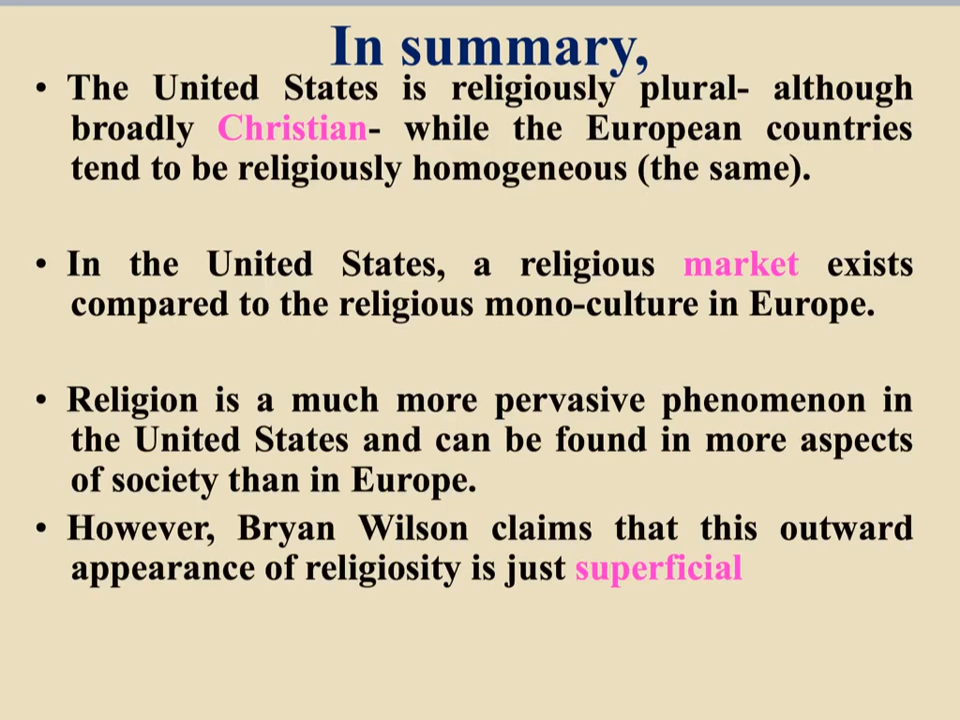 In summary,
• The United States is religiously plural- although
broadly Christian- while the European countries
tend to be religiously homogeneous (the same).
• In the United States, a religious market exists
compared to the religious mono-culture in Europe.
• Religion is a much more pervasive phenomenon in
the United States and can be found in more aspects
of society than in Europe.
• However, Bryan Wilson claims that this outward
appearance of religiosity is just superficial